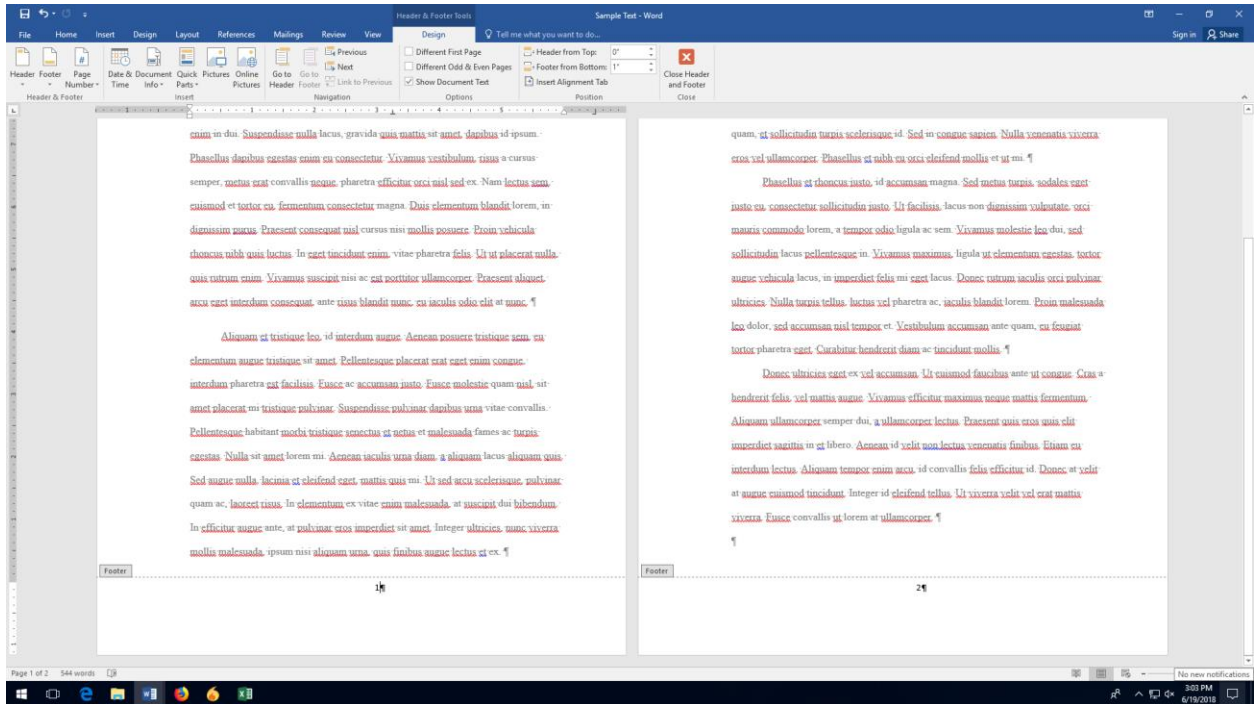 Header & Footer Tools
Sample Text - Word
File Home Insert Design Layout References Mailings Review View Design Tell me what you want to do... Sign in Share
Header Footer Page Number
Header & Footer
Date & Time Document Info Quick Parts Pictures Online Pictures
Insert
Go to Header Go to Footer Previous Next Link to Previous
Navigation
Different First Page
Different Odd & Even Pages
Show Document Text
Options
Header from Top: 0"
Footer from Bottom: 1"
Insert Alignment Tab
Position
Close Header and Footer
Close
enim in dui. Suspendisse nulla lacus, gravida quis mattis sit amet, dapibus id ipsum.
Phasellus dapibus egestas enim eu consectetur. Vivamus vestibulum, risus a cursus
semper, metus erat convallis neque, pharetra efficitur orci nisl sed ex. Nam lectus sem,
euismod et tortor eu, fermentum consectetur magna. Duis elementum blandit lorem, in
dignissim purus. Praesent consequat nisl cursus nisi mollis posuere. Proin vehicula
rhoncus nibh quis luctus. In eget tincidunt enim, vitae pharetra felis. Ut ut placerat nulla,
quis rutrum enim. Vivamus suscipit nisi ac est porttitor ullamcorper. Praesent aliquet,
arcu eget interdum consequat, ante risus blandit nunc, eu iaculis odio elit at nunc. ¶
Aliquam et tristique leo, id interdum augue. Aenean posuere tristique sem, eu
elementum augue tristique sit amet. Pellentesque placerat erat eget enim congue,
interdum pharetra est facilisis. Fusce ac accumsan justo. Fusce molestie quam nisl, sit
amet placerat mi tristique pulvinar. Suspendisse pulvinar dapibus urna vitae convallis.
Pellentesque habitant morbi tristique senectus et netus et malesuada fames ac turpis
egestas. Nulla sit amet lorem mi. Aenean iaculis urna diam, a aliquam lacus aliquam quis.
Sed augue nulla, lacinia et eleifend eget, mattis quis mi. Ut sed arcu scelerisque, pulvinar
quam ac, laoreet risus. In elementum ex vitae enim malesuada, at suscipit dui bibendum.
In efficitur augue ante, at pulvinar eros imperdiet sit amet. Integer ultricies, nunc viverra
mollis malesuada, ipsum nisi aliquam urna, quis finibus augue lectus et ex. ¶
Footer
1¶
quam, et sollicitudin turpis scelerisque id. Sed in congue sapien. Nulla venenatis viverra
eros vel ullamcorper. Phasellus et nibh eu orci eleifend mollis et ut mi. ¶
Phasellus et rhoncus justo, id accumsan magna. Sed metus turpis, sodales eget
justo eu, consectetur sollicitudin justo. Ut facilisis, lacus non dignissim vulputate, orci
mauris commodo lorem, a tempor odio ligula ac sem. Vivamus molestie leo dui, sed
sollicitudin lacus pellentesque in. Vivamus maximus, ligula ut elementum egestas, tortor
augue vehicula lacus, in imperdiet felis mi eget lacus. Donec rutrum iaculis orci pulvinar
ultricies. Nulla turpis tellus, luctus vel pharetra ac, iaculis blandit lorem. Proin malesuada
leo dolor, sed accumsan nisl tempor et. Vestibulum accumsan ante quam, eu feugiat
tortor pharetra eget. Curabitur hendrerit diam ac tincidunt mollis. ¶
Donec ultricies eget ex vel accumsan. Ut euismod faucibus ante ut congue. Cras a
hendrerit felis, vel mattis augue. Vivamus efficitur maximus neque mattis fermentum.
Aliquam ullamcorper semper dui, a ullamcorper lectus. Praesent quis eros quis elit
imperdiet sagittis in et libero. Aenean id velit non lectus venenatis finibus. Etiam eu
interdum lectus. Aliquam tempor enim arcu, id convallis felis efficitur id. Donec at velit
at augue euismod tincidunt. Integer id eleifend tellus. Ut viverra velit vel erat mattis
viverra. Fusce convallis ut lorem at ullamcorper. ¶
¶
Footer
2¶
Page 1 of 2 544 words
No new notifications
3:03 PM
6/19/2018